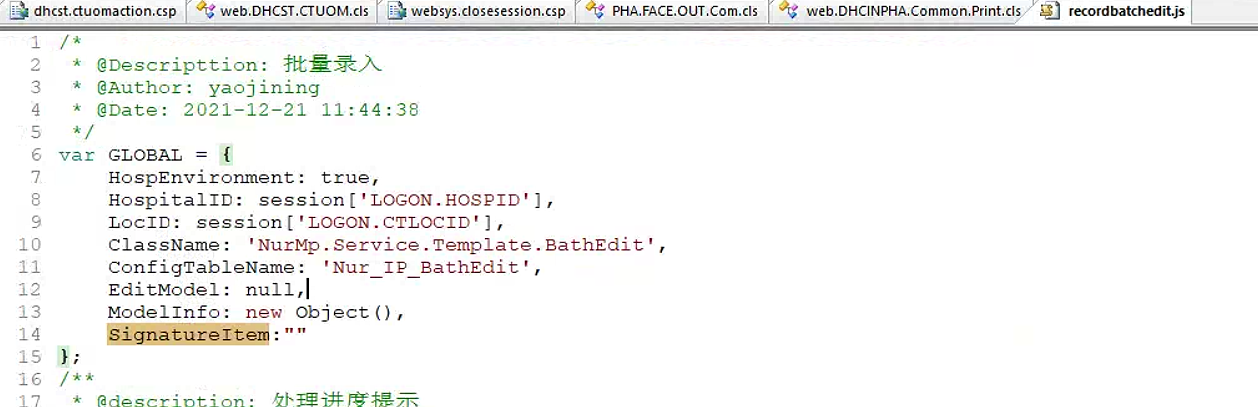 dhcst.ctuomaction.csp web.DHCST.CTUOM.cls websys.closesession.csp PHA.FACE.OUT.Com.cls web.DHCINPHA.Common.Print.cls recordbatchedit.js
1 /*
2  * @Descripttion: 批量录入
3  * @Author: yaojining
4  * @Date: 2021-12-21 11:44:38
5  */
6 var GLOBAL = {
7     HospEnvironment: true,
8     HospitalID: session['LOGON.HOSPID'],
9     LocID: session['LOGON.CTLOCID'],
10     ClassName: 'NurMp.Service.Template.BathEdit',
11     ConfigTableName: 'Nur_IP_BathEdit',
12     EditModel: null,
13     ModelInfo: new Object(),
14     SignatureItem:""
15 };
16 /**
17  * @description: 处理进度提示